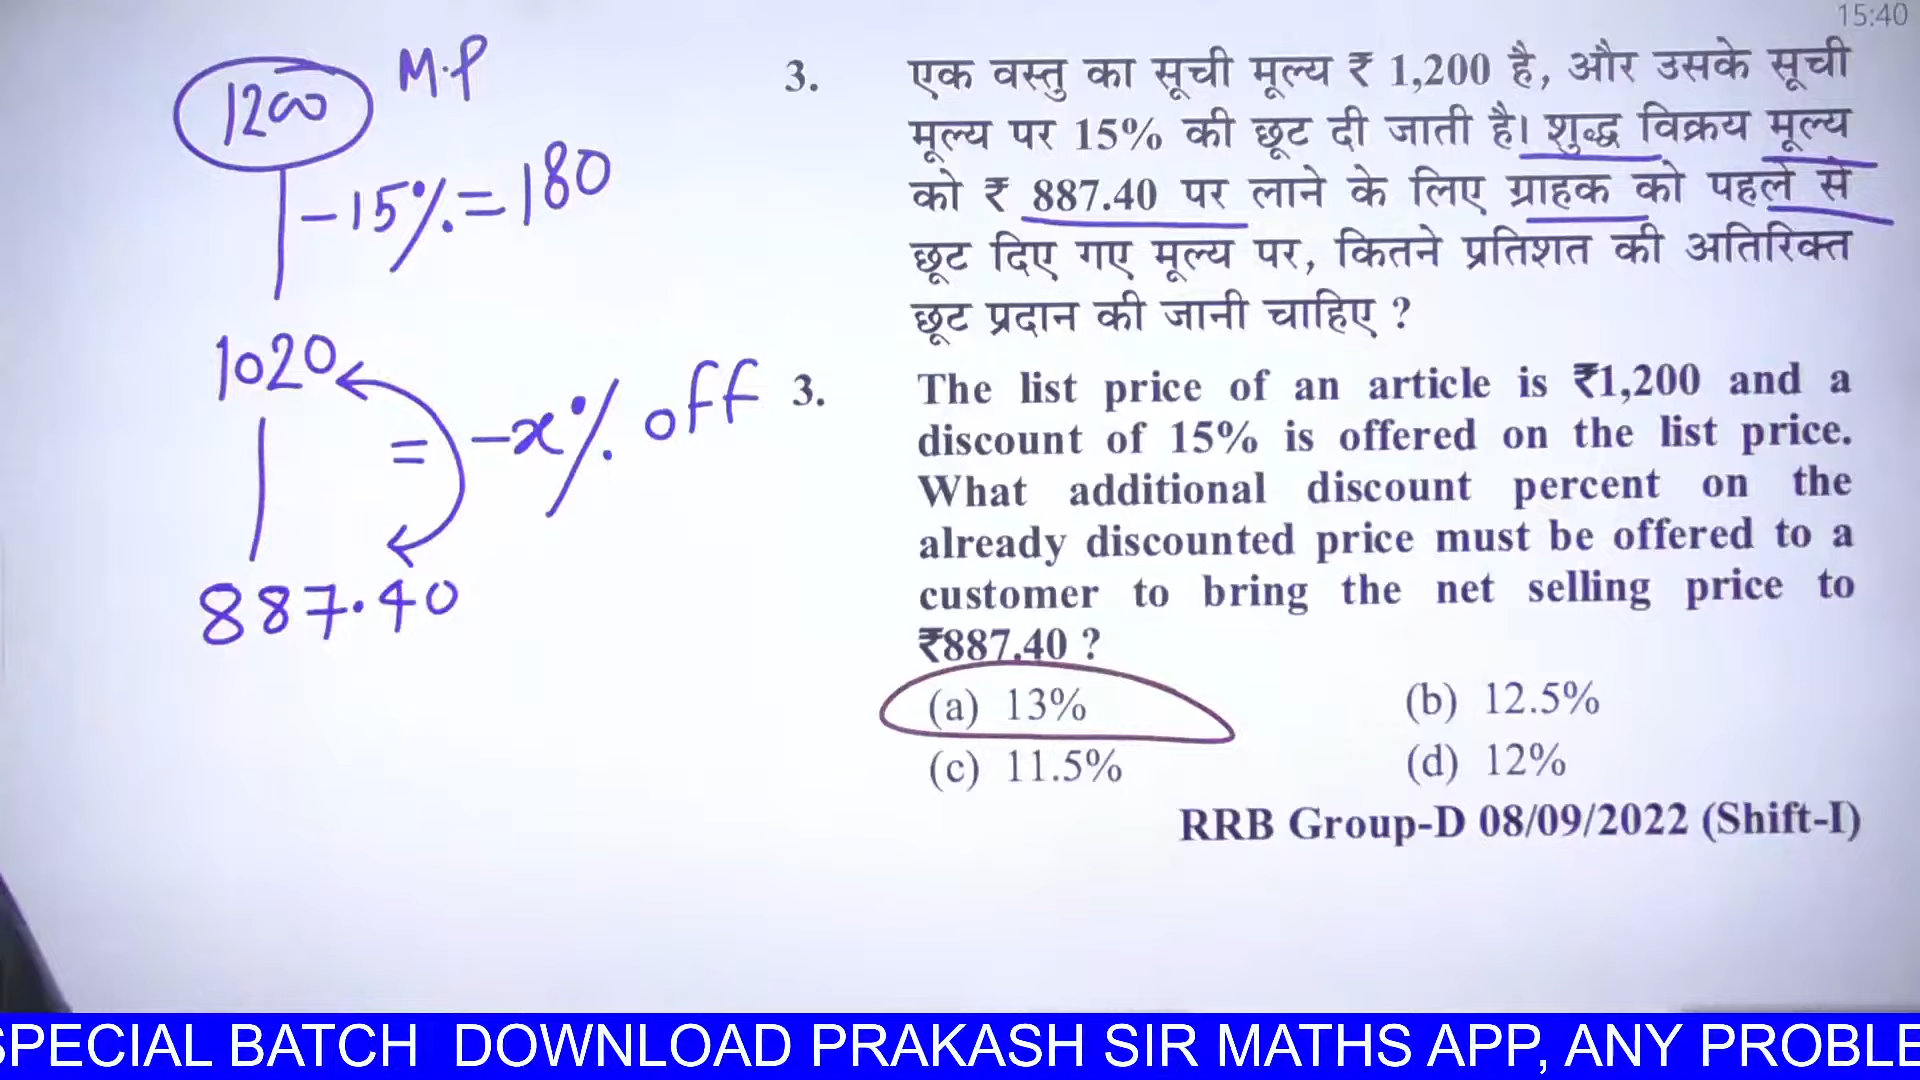 15:40
1200 M.P
-15% = 180
1020
= -x% off
887.40
3. एक वस्तु का सूची मूल्य ₹ 1,200 है, और उसके सूची
मूल्य पर 15% की छूट दी जाती है। शुद्ध विक्रय मूल्य
को ₹ 887.40 पर लाने के लिए ग्राहक को पहले से
छूट दिए गए मूल्य पर, कितने प्रतिशत की अतिरिक्त
छूट प्रदान की जानी चाहिए ?
3. The list price of an article is ₹1,200 and a
discount of 15% is offered on the list price.
What additional discount percent on the
already discounted price must be offered to a
customer to bring the net selling price to
₹887.40 ?
(a) 13% (b) 12.5%
(c) 11.5% (d) 12%
RRB Group-D 08/09/2022 (Shift-I)
SPECIAL BATCH DOWNLOAD PRAKASH SIR MATHS APP, ANY PROBLE